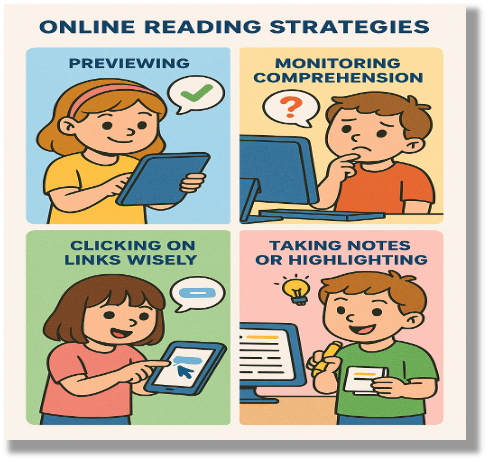 ONLINE READING STRATEGIES
PREVIEWING
MONITORING
COMPREHENSION
?
CLICKING ON
LINKS WISELY
TAKING NOTES
OR HIGHLIGHTING